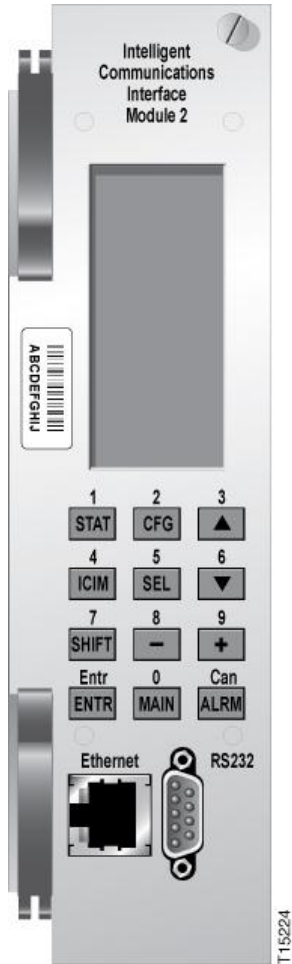 Intelligent
Communications
Interface
Module 2
ABCDEFGHIJ
1 2 3
STAT CFG ▲
4 5 6
ICIM SEL ▼
7 8 9
SHIFT − +
Entr 0 Can
ENTR MAIN ALRM
Ethernet RS232
T15224